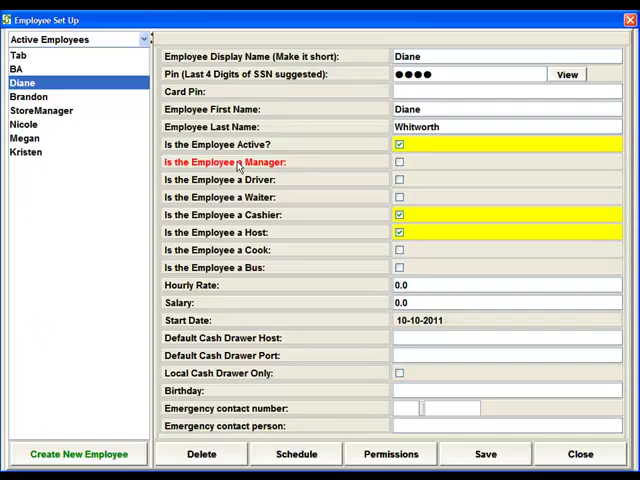 Employee Set Up
Active Employees
Tab
BA
Diane
Brandon
StoreManager
Nicole
Megan
Kristen
Create New Employee
Employee Display Name (Make it short): Diane
Pin (Last 4 Digits of SSN suggested): ●●●● View
Card Pin:
Employee First Name: Diane
Employee Last Name: Whitworth
Is the Employee Active?
Is the Employee a Manager:
Is the Employee a Driver:
Is the Employee a Waiter:
Is the Employee a Cashier:
Is the Employee a Host:
Is the Employee a Cook:
Is the Employee a Bus:
Hourly Rate: 0.0
Salary: 0.0
Start Date: 10-10-2011
Default Cash Drawer Host:
Default Cash Drawer Port:
Local Cash Drawer Only:
Birthday:
Emergency contact number:
Emergency contact person:
Delete Schedule Permissions Save Close